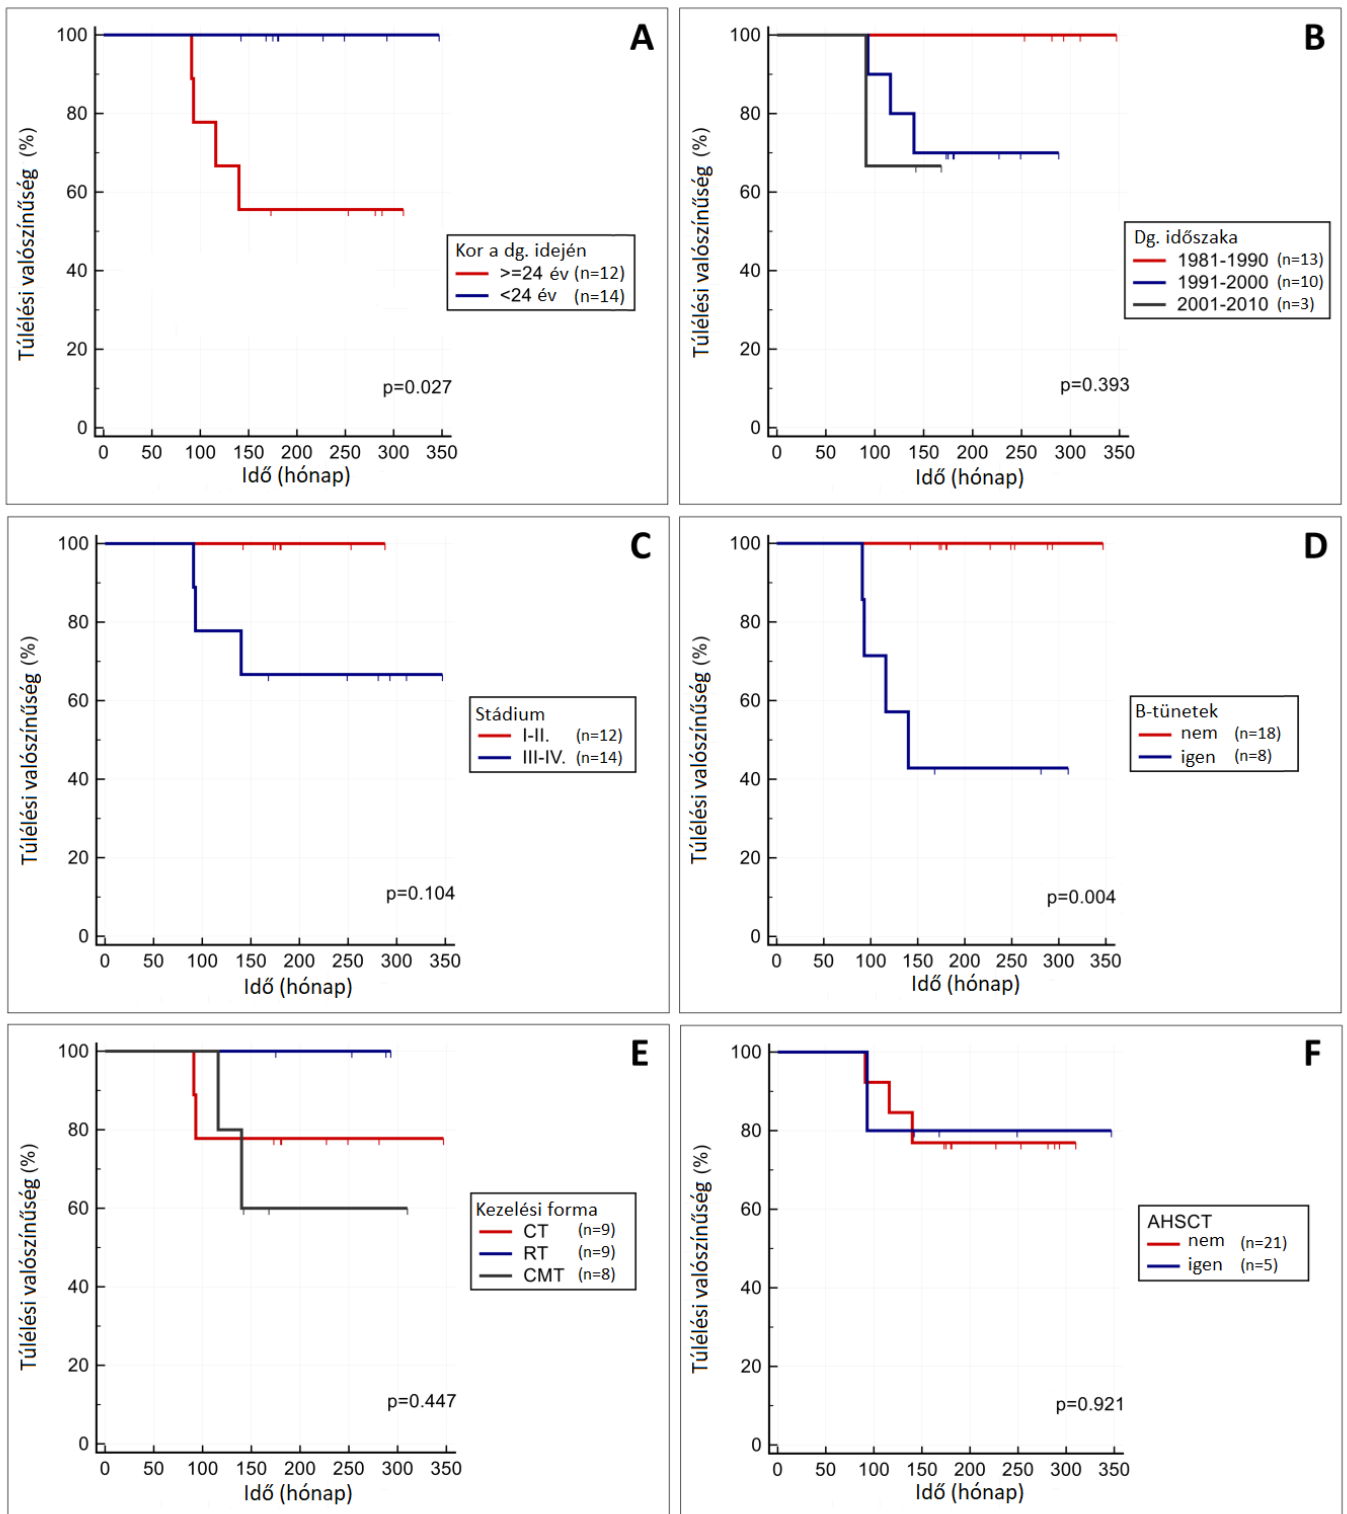 A
Túlélési valószínűség (%)
100
80
60
40
20
0
Kor a dg. idején
>=24 év (n=12)
<24 év (n=14)
p=0.027
0 50 100 150 200 250 300 350
Idő (hónap)
B
Túlélési valószínűség (%)
100
80
60
40
20
0
Dg. időszaka
1981-1990 (n=13)
1991-2000 (n=10)
2001-2010 (n=3)
p=0.393
0 50 100 150 200 250 300 350
Idő (hónap)
C
Túlélési valószínűség (%)
100
80
60
40
20
0
Stádium
I-II. (n=12)
III-IV. (n=14)
p=0.104
0 50 100 150 200 250 300 350
Idő (hónap)
D
Túlélési valószínűség (%)
100
80
60
40
20
0
B-tünetek
nem (n=18)
igen (n=8)
p=0.004
0 50 100 150 200 250 300 350
Idő (hónap)
E
Túlélési valószínűség (%)
100
80
60
40
20
0
Kezelési forma
CT (n=9)
RT (n=9)
CMT (n=8)
p=0.447
0 50 100 150 200 250 300 350
Idő (hónap)
F
Túlélési valószínűség (%)
100
80
60
40
20
0
AHSCT
nem (n=21)
igen (n=5)
p=0.921
0 50 100 150 200 250 300 350
Idő (hónap)